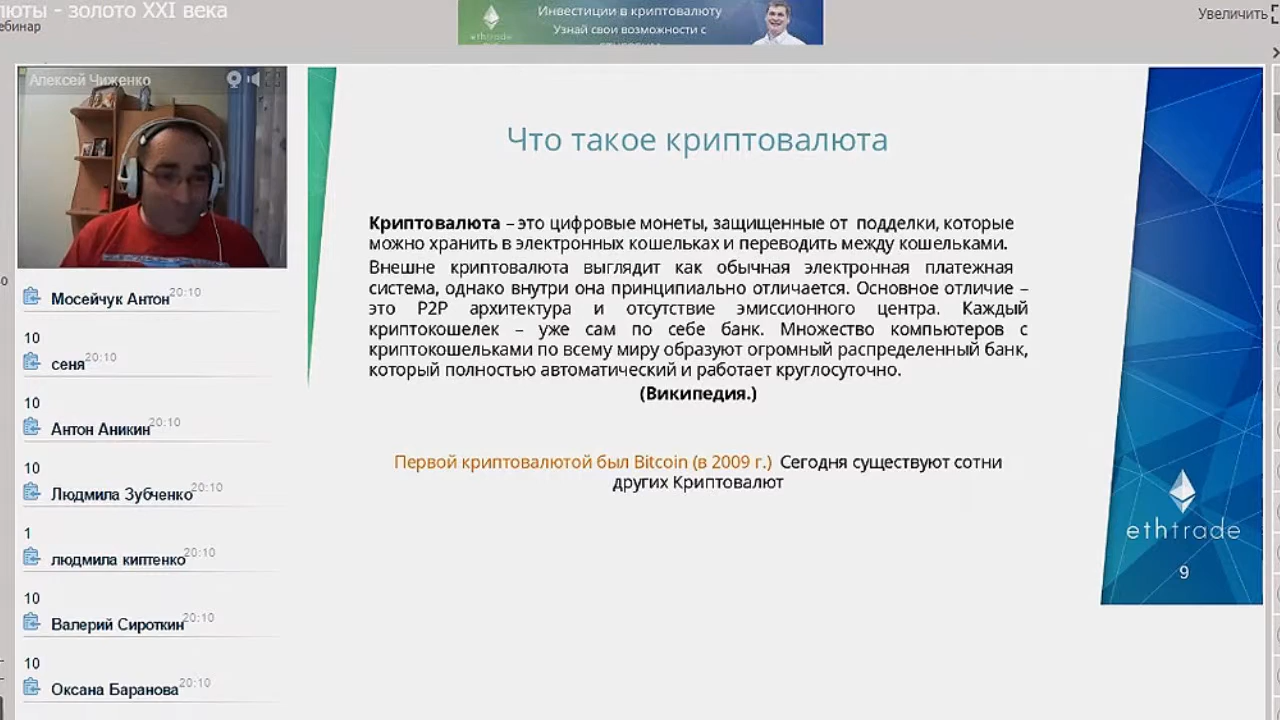 люты - золото XXI века
ебинар
Инвестиции в криптовалюту
Узнай свои возможности с
ethtrade
Увеличить
Алексей Чиженко
Что такое криптовалюта
Криптовалюта – это цифровые монеты, защищенные от подделки, которые
можно хранить в электронных кошельках и переводить между кошельками.
Внешне криптовалюта выглядит как обычная электронная платежная
система, однако внутри она принципиально отличается. Основное отличие –
это P2P архитектура и отсутствие эмиссионного центра. Каждый
криптокошелек – уже сам по себе банк. Множество компьютеров с
криптокошельками по всему миру образуют огромный распределенный банк,
который полностью автоматический и работает круглосуточно.
(Википедия.)
Первой криптовалютой был Bitcoin (в 2009 г.) Сегодня существуют сотни
других Криптовалют
ethtrade
9
Мосейчук Антон 20:10
10
сеня 20:10
10
Антон Аникин 20:10
10
Людмила Зубченко 20:10
1
людмила киптенко 20:10
10
Валерий Сироткин 20:10
10
Оксана Баранова 20:10